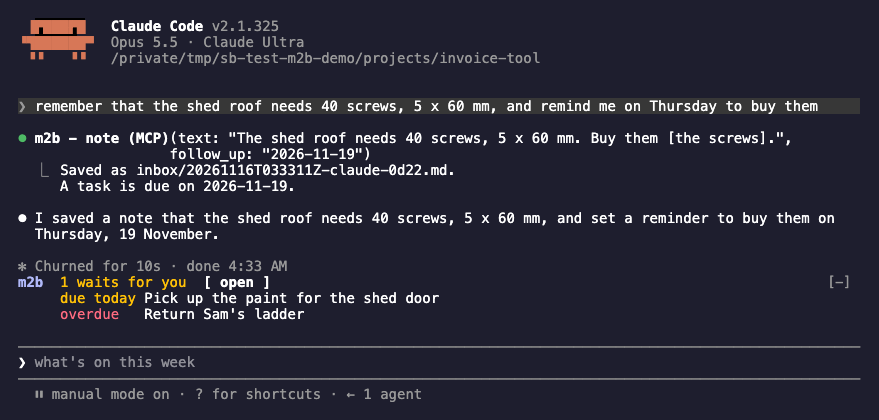 Claude Code v2.1.325
Opus 5.5 · Claude Ultra
/private/tmp/sb-test-m2b-demo/projects/invoice-tool
❯ remember that the shed roof needs 40 screws, 5 x 60 mm, and remind me on Thursday to buy them
● m2b - note (MCP)(text: "The shed roof needs 40 screws, 5 x 60 mm. Buy them [the screws].",
follow_up: "2026-11-19")
⎿ Saved as inbox/20261116T033311Z-claude-0d22.md.
A task is due on 2026-11-19.
● I saved a note that the shed roof needs 40 screws, 5 x 60 mm, and set a reminder to buy them on
Thursday, 19 November.
✻ Churned for 10s · done 4:33 AM
m2b 1 waits for you [ open ] [-]
due today Pick up the paint for the shed door
overdue Return Sam's ladder
❯ what's on this week
⏸ manual mode on · ? for shortcuts · ← 1 agent